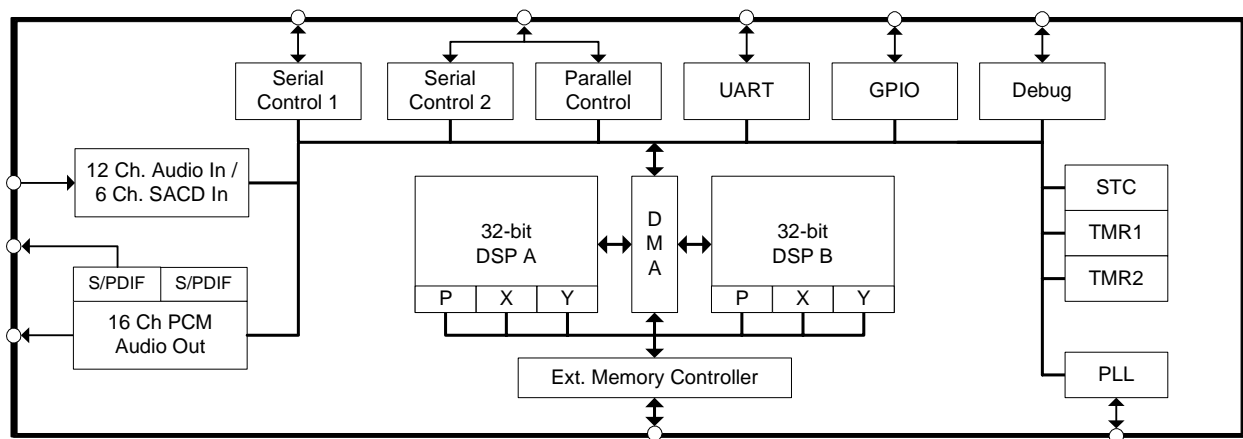 Serial
Control 1
Serial
Control 2
Parallel
Control
UART
GPIO
Debug
12 Ch. Audio In /
6 Ch. SACD In
S/PDIF
S/PDIF
16 Ch PCM
Audio Out
32-bit
DSP A
P
X
Y
D
M
A
32-bit
DSP B
P
X
Y
Ext. Memory Controller
STC
TMR1
TMR2
PLL